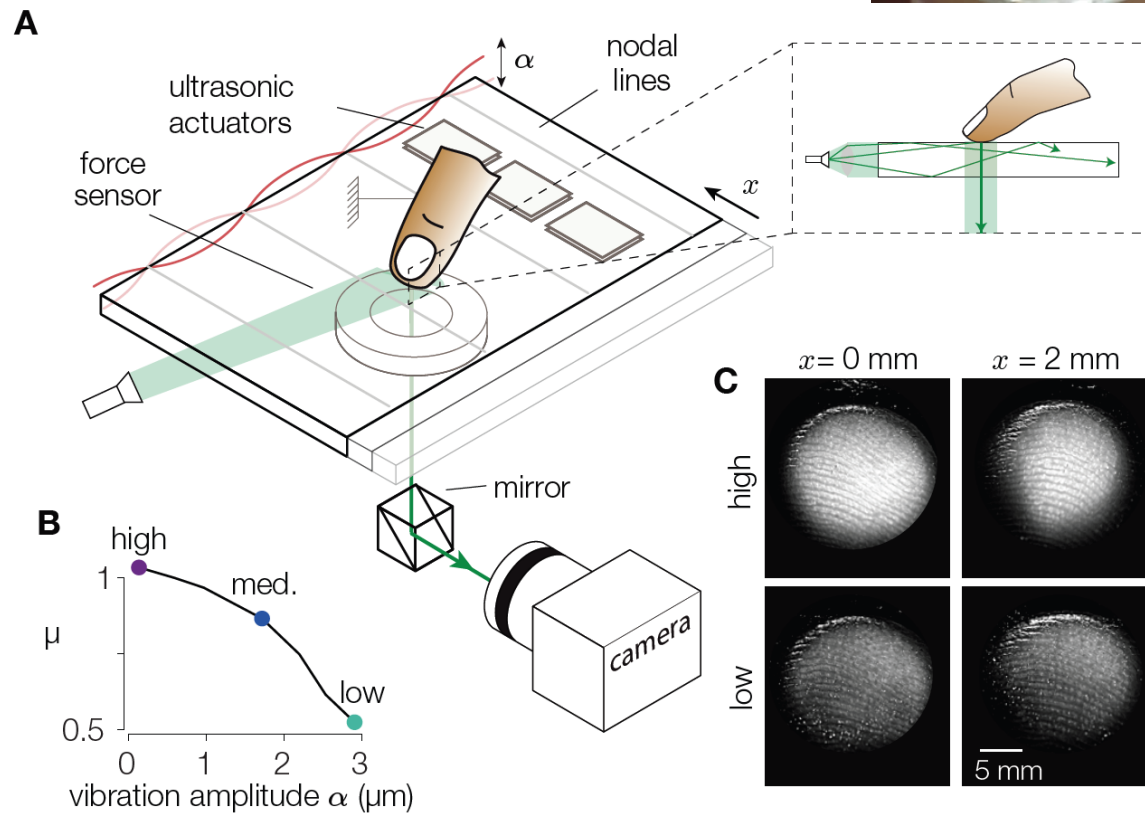 A
α
nodal
lines
ultrasonic
actuators
force
sensor
x
mirror
camera
B
high
med.
low
1
μ
0.5
0 1 2 3
vibration amplitude α (μm)
C
x= 0 mm x = 2 mm
high
low
5 mm